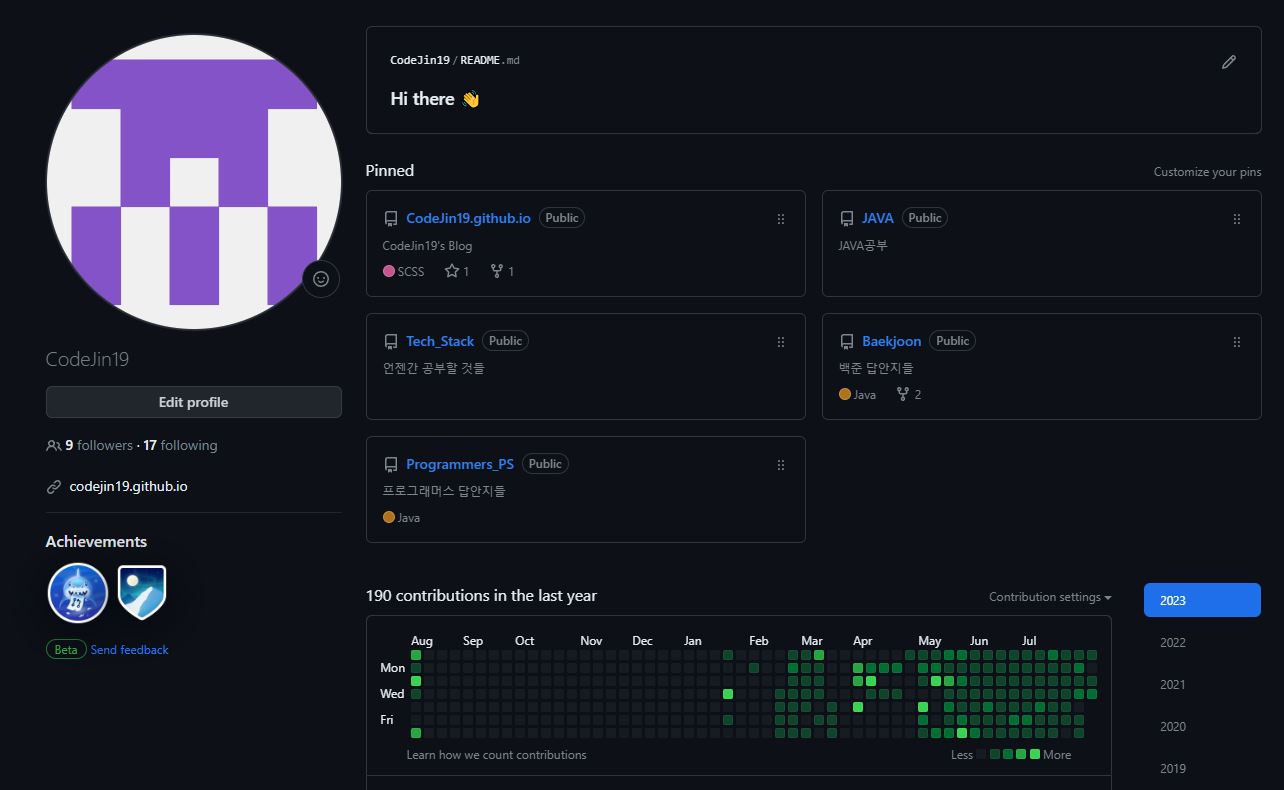 CodeJin19/README.md
Hi there 👋
CodeJin19
Edit profile
9 followers · 17 following
codejin19.github.io
Achievements
Beta Send feedback
Pinned
Customize your pins
CodeJin19.github.io Public
CodeJin19's Blog
SCSS 1 1
JAVA Public
JAVA공부
Tech_Stack Public
언젠간 공부할 것들
Baekjoon Public
백준 답안지들
Java 2
Programmers_PS Public
프로그래머스 답안지들
Java
190 contributions in the last year
Contribution settings
Aug Sep Oct Nov Dec Jan Feb Mar Apr May Jun Jul
Mon
Wed
Fri
Learn how we count contributions
Less More
2023
2022
2021
2020
2019